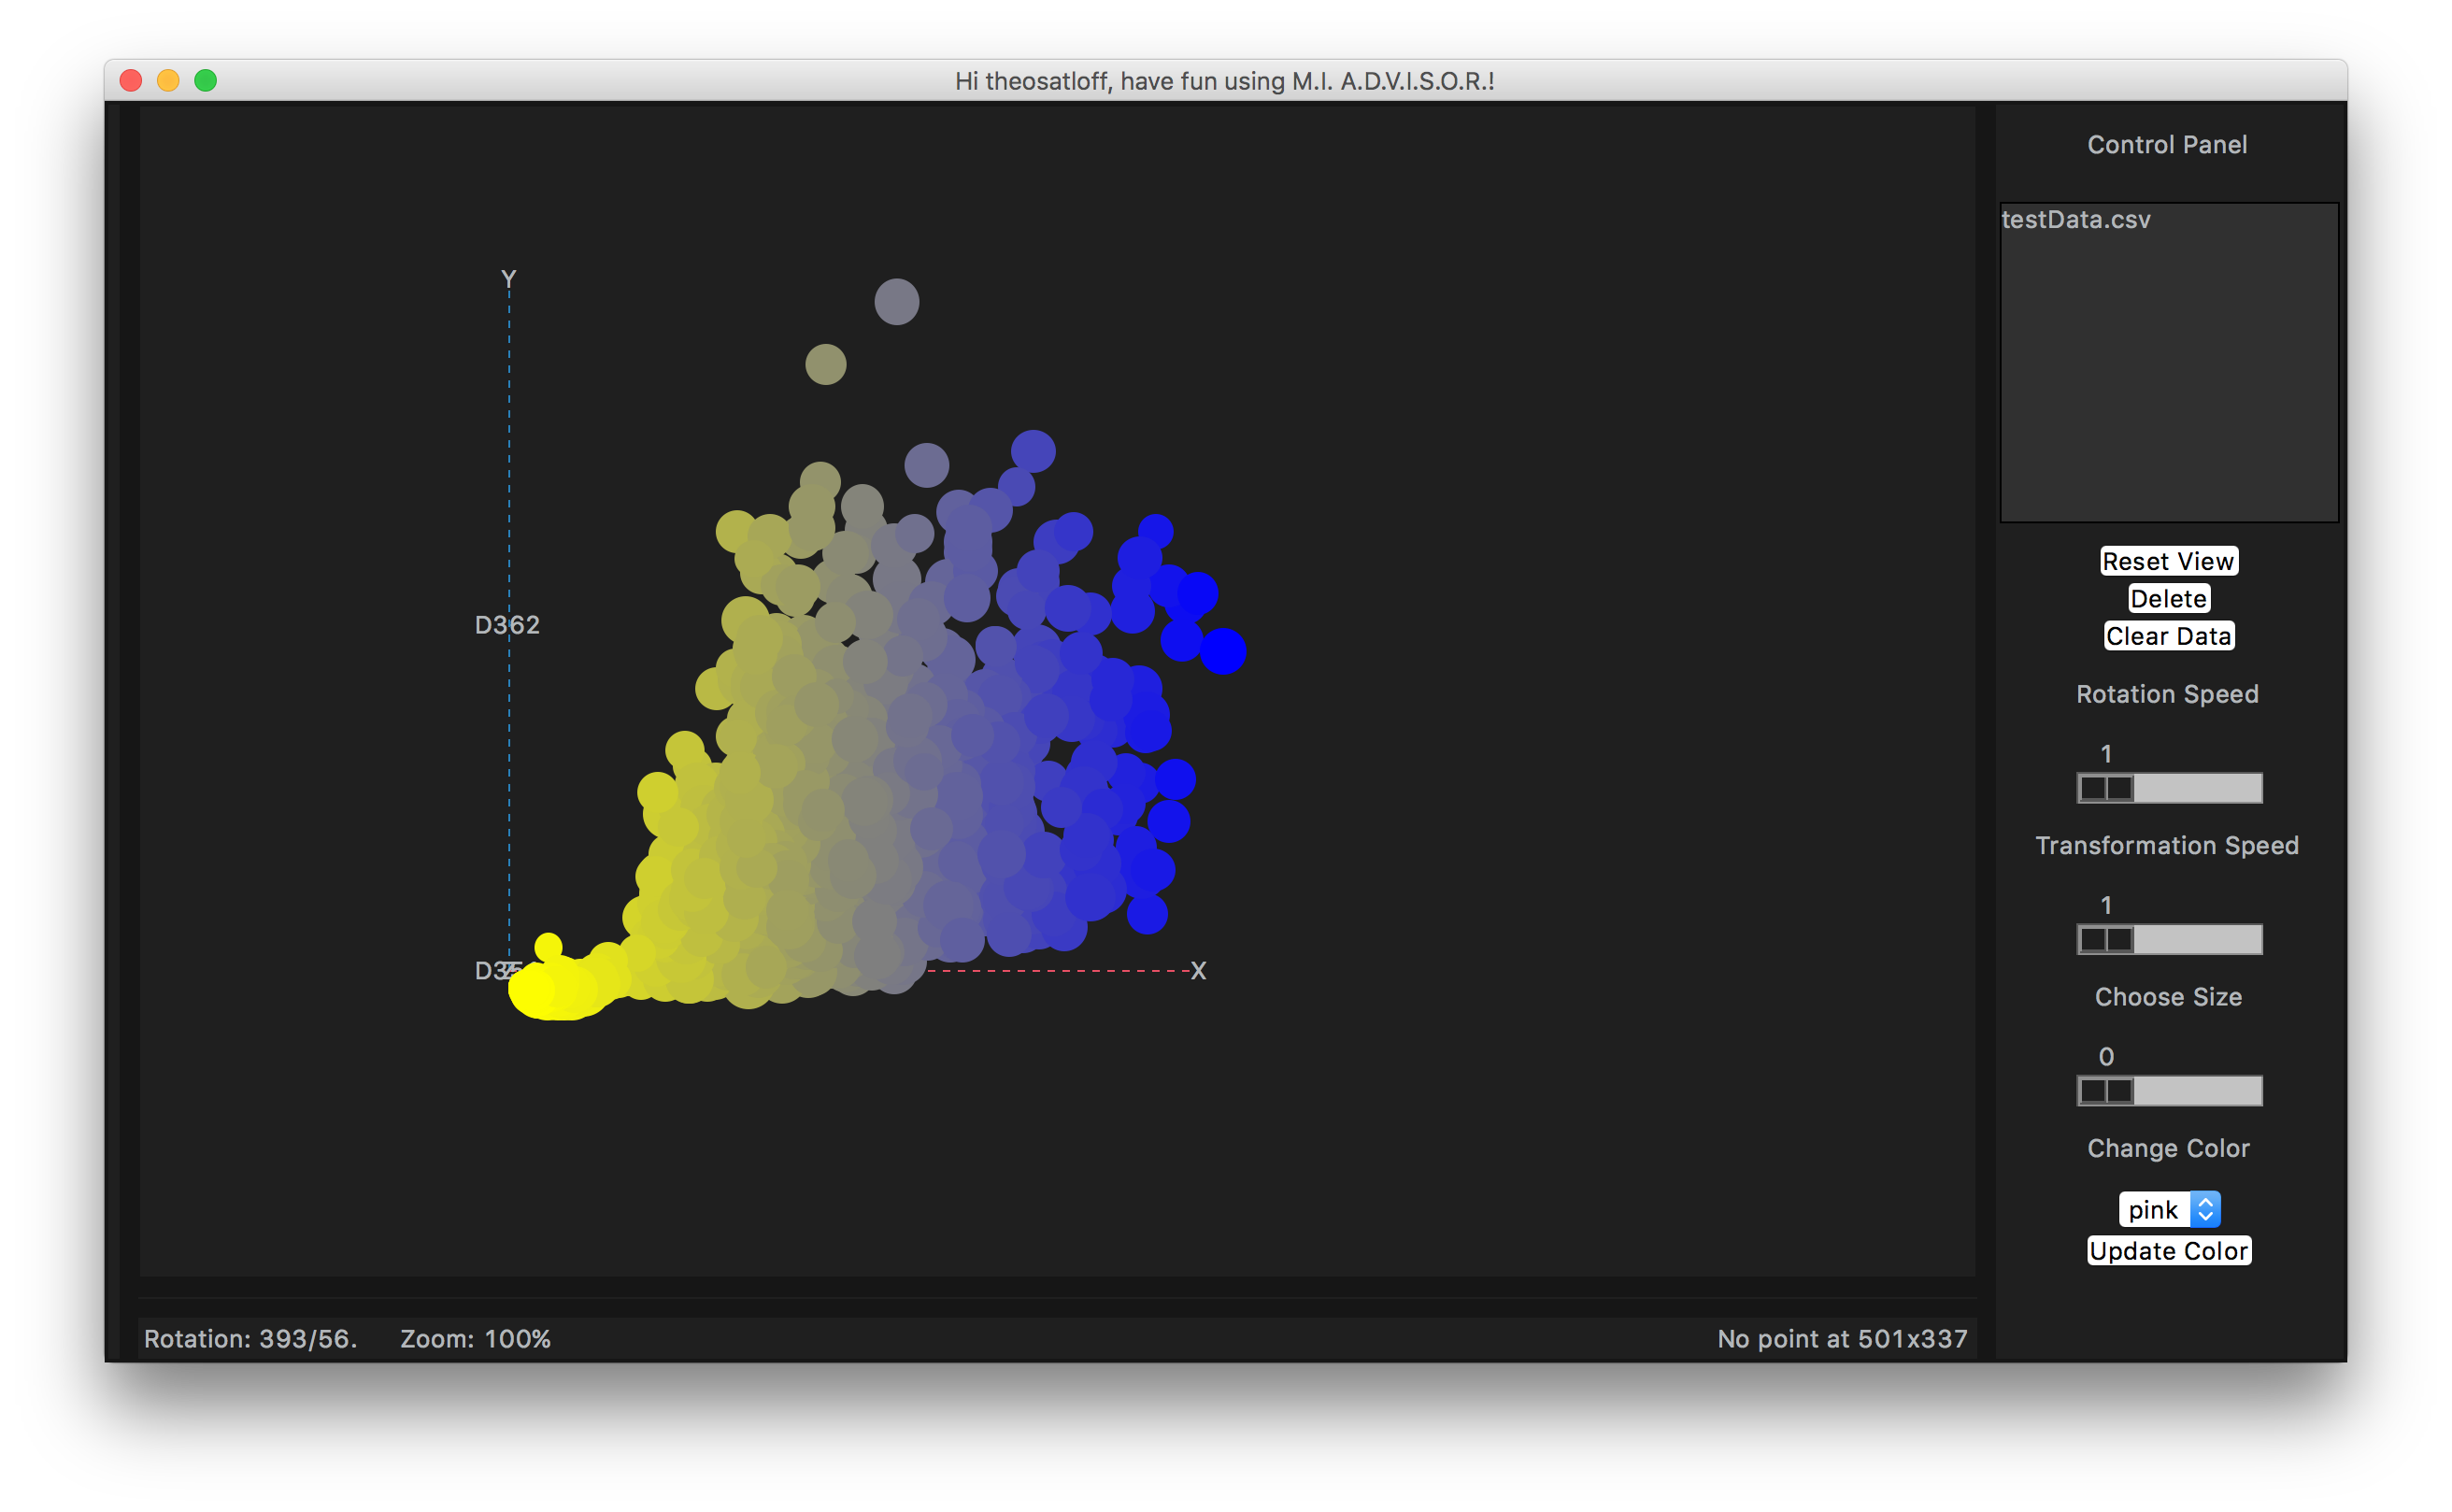 Hi theosatloff, have fun using M.I. A.D.V.I.S.O.R.!
Control Panel
testData.csv
Y
D362
X
Reset View
Delete
Clear Data
Rotation Speed
1
Transformation Speed
1
Choose Size
0
Change Color
pink
Update Color
Rotation: 393/56.
Zoom: 100%
No point at 501x337